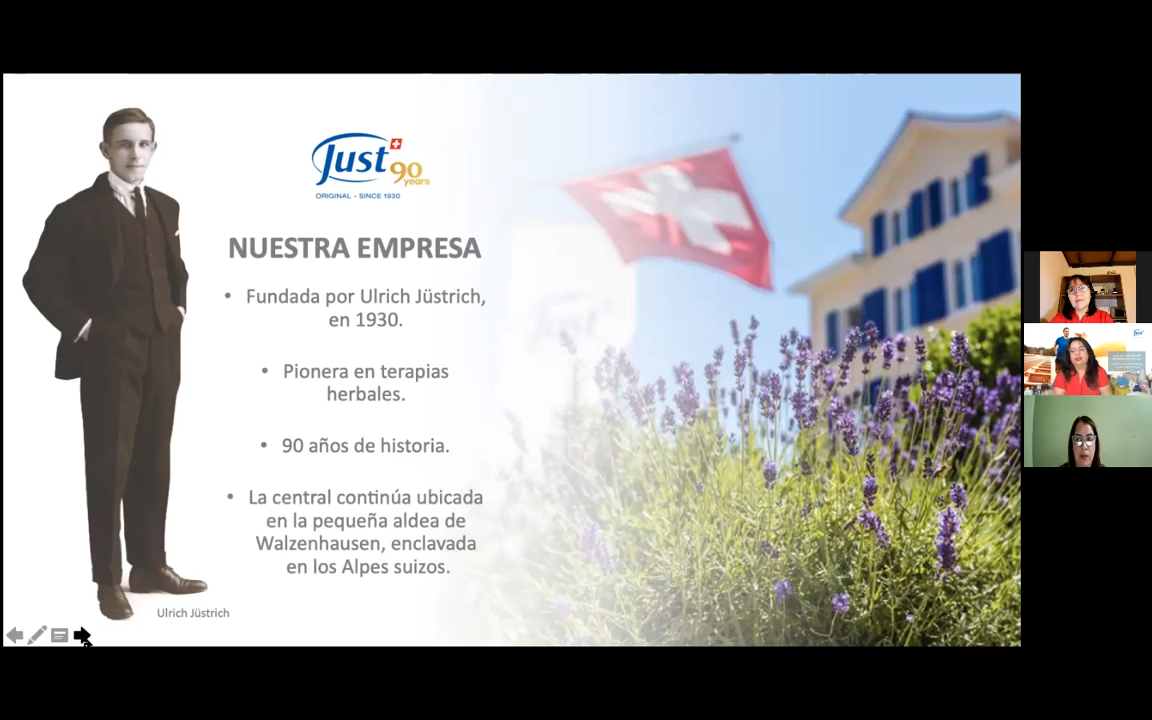 Just
90
years
ORIGINAL - SINCE 1930
NUESTRA EMPRESA
• Fundada por Ulrich Jüstrich,
en 1930.
• Pionera en terapias
herbales.
• 90 años de historia.
• La central continúa ubicada
en la pequeña aldea de
Walzenhausen, enclavada
en los Alpes suizos.
Ulrich Jüstrich
Just